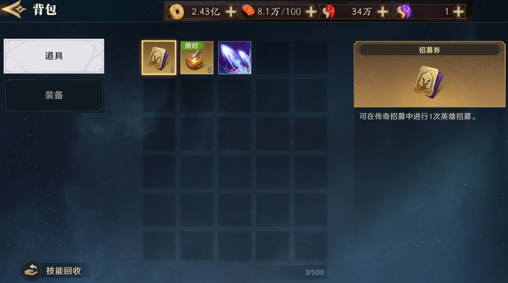 背包
2.43亿
8.1万/100
34万
1
道具
装备
限时
招募券
可在传奇招募中进行1次英雄招募。
技能回收
3/500